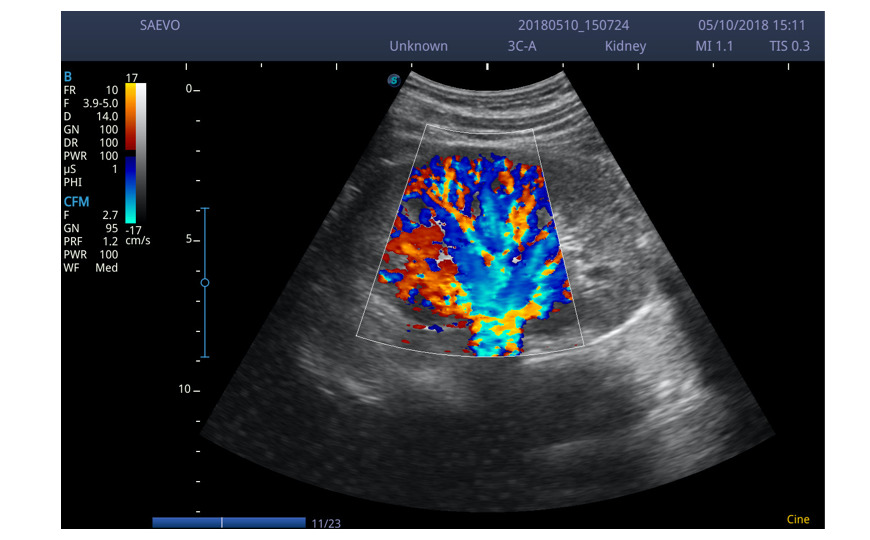 SAEVO 20180510_150724 05/10/2018 15:11
Unknown 3C-A Kidney MI 1.1 TIS 0.3
B
FR 10
F 3.9-5.0
D 14.0
GN 100
DR 100
PWR 100
µS 1
PHI
CFM
F 2.7
GN 95
PRF 1.2
PWR 100
WF Med
17
-17
cm/s
0
5
10
S
11/23
Cine